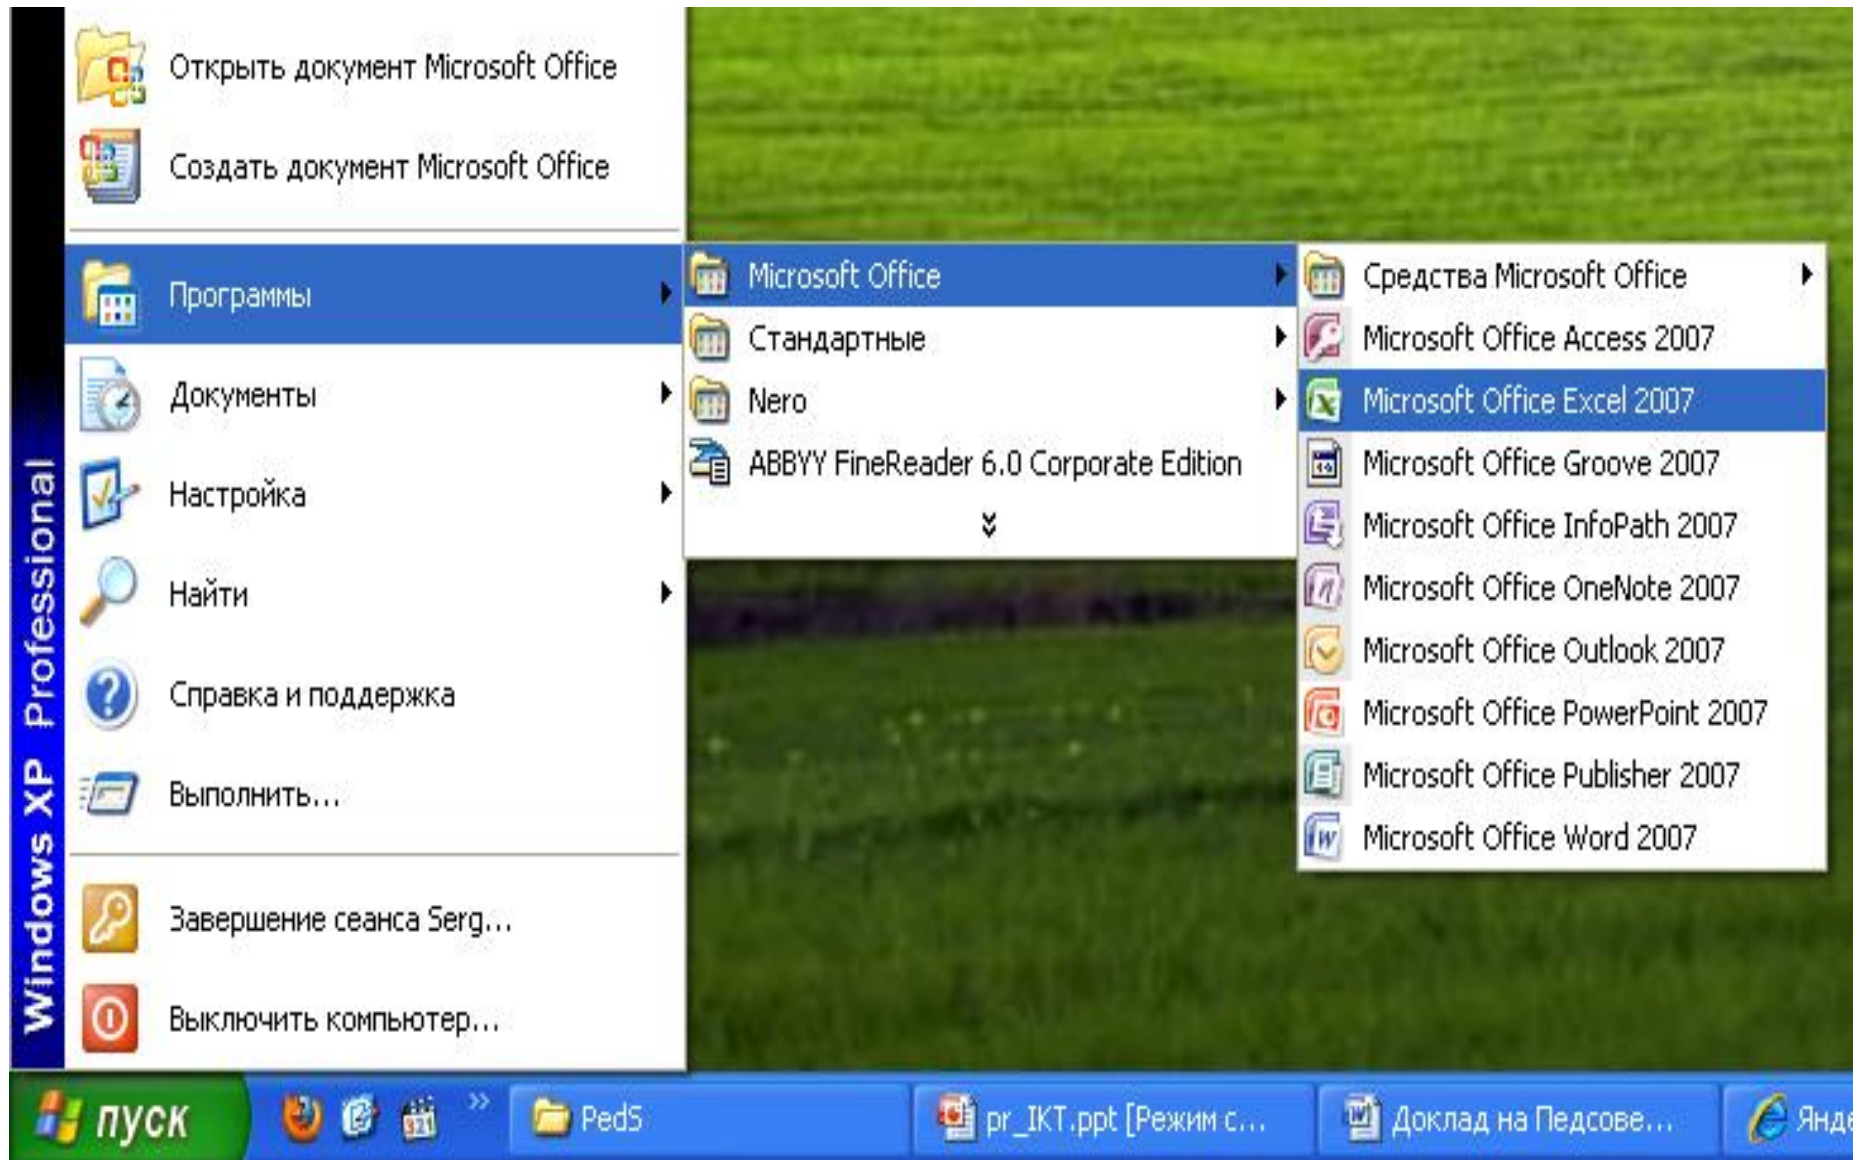 Windows XP Professional
Открыть документ Microsoft Office
Создать документ Microsoft Office
Программы
Документы
Настройка
Найти
Справка и поддержка
Выполнить...
Завершение сеанса Serg...
Выключить компьютер...
Microsoft Office
Стандартные
Nero
ABBYY FineReader 6.0 Corporate Edition
Средства Microsoft Office
Microsoft Office Access 2007
Microsoft Office Excel 2007
Microsoft Office Groove 2007
Microsoft Office InfoPath 2007
Microsoft Office OneNote 2007
Microsoft Office Outlook 2007
Microsoft Office PowerPoint 2007
Microsoft Office Publisher 2007
Microsoft Office Word 2007
пуск
321
PedS
pr_IKT.ppt [Режим с...
Доклад на Педсове...
Янде